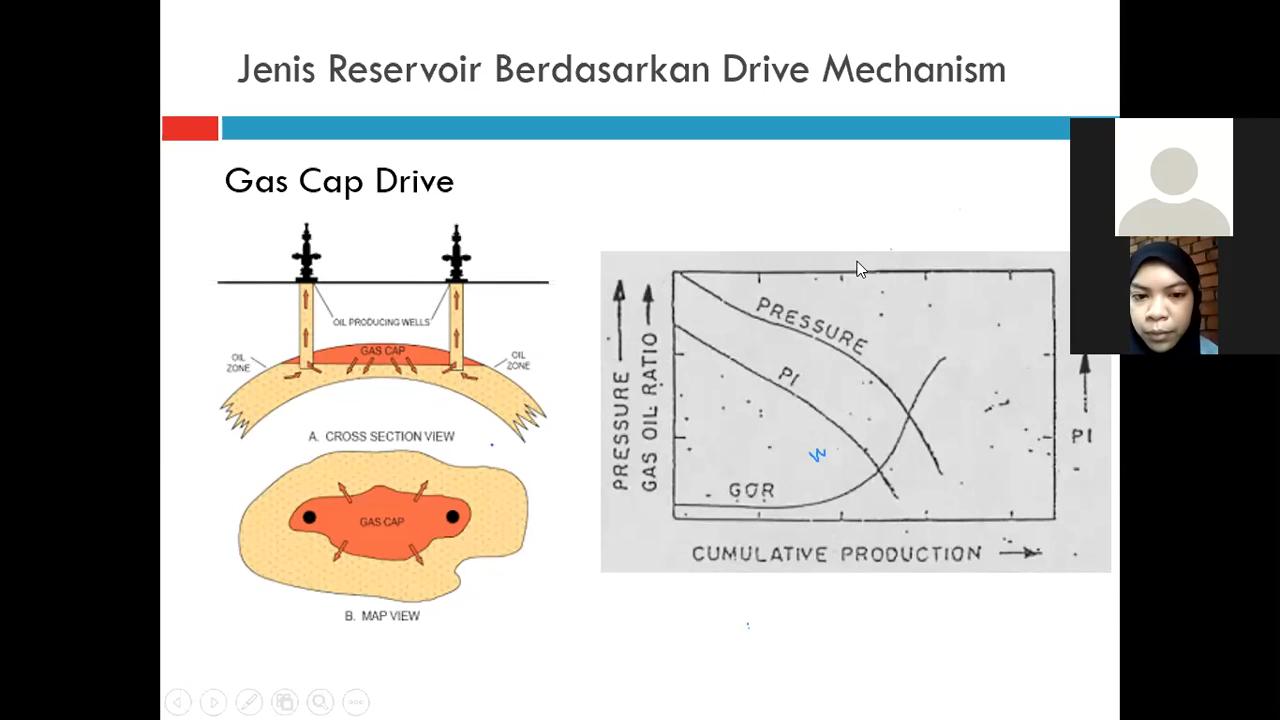 Jenis Reservoir Berdasarkan Drive Mechanism
Gas Cap Drive
OIL PRODUCING WELLS
GAS CAP
OIL
ZONE
OIL
ZONE
A. CROSS SECTION VIEW
GAS CAP
B. MAP VIEW
PRESSURE
GAS OIL RATIO
PRESSURE
PI
GOR
PI
CUMULATIVE PRODUCTION